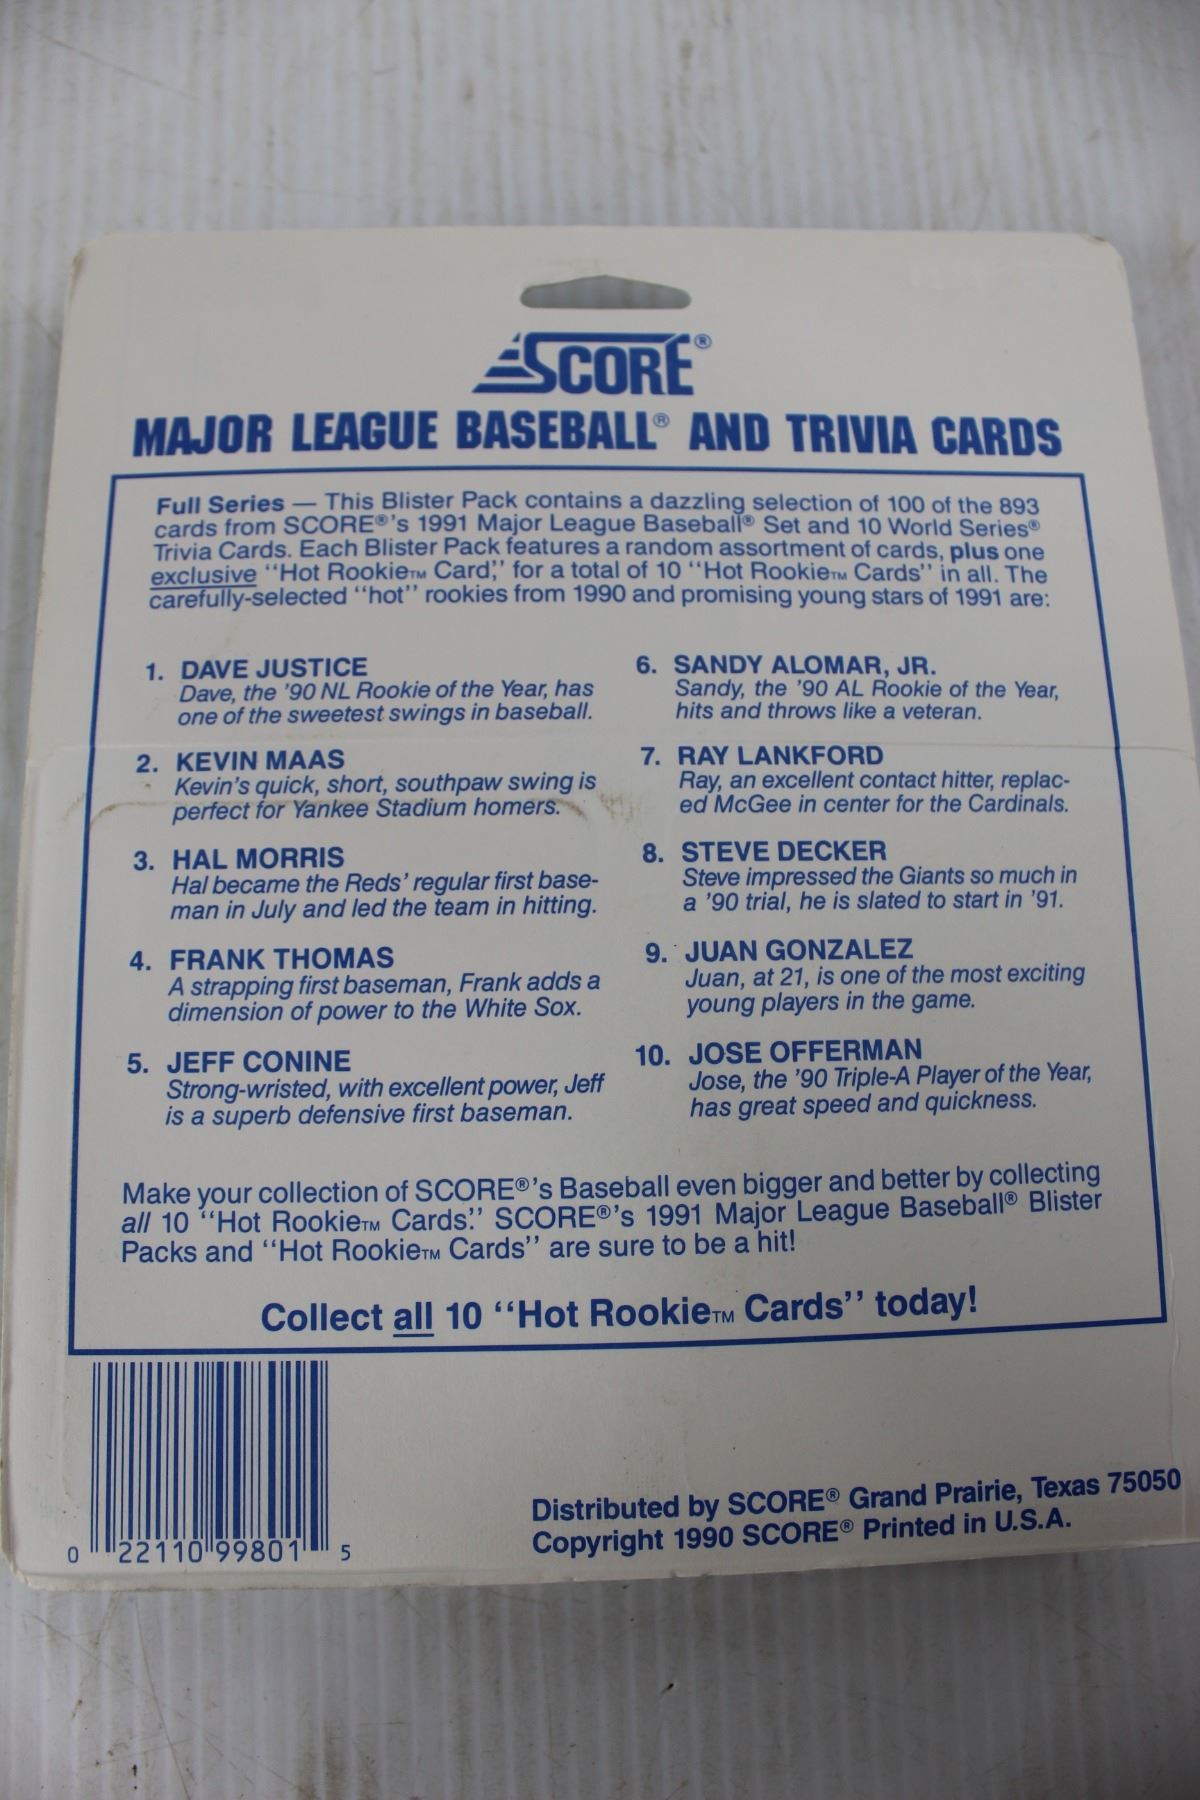 SCORE®
MAJOR LEAGUE BASEBALL® AND TRIVIA CARDS
Full Series — This Blister Pack contains a dazzling selection of 100 of the 893
cards from SCORE®'s 1991 Major League Baseball® Set and 10 World Series®
Trivia Cards. Each Blister Pack features a random assortment of cards, plus one
exclusive "Hot Rookie™ Card," for a total of 10 "Hot Rookie™ Cards" in all. The
carefully-selected "hot" rookies from 1990 and promising young stars of 1991 are:
1. DAVE JUSTICE
Dave, the '90 NL Rookie of the Year, has
one of the sweetest swings in baseball.
2. KEVIN MAAS
Kevin's quick, short, southpaw swing is
perfect for Yankee Stadium homers.
3. HAL MORRIS
Hal became the Reds' regular first base-
man in July and led the team in hitting.
4. FRANK THOMAS
A strapping first baseman, Frank adds a
dimension of power to the White Sox.
5. JEFF CONINE
Strong-wristed, with excellent power, Jeff
is a superb defensive first baseman.
6. SANDY ALOMAR, JR.
Sandy, the '90 AL Rookie of the Year,
hits and throws like a veteran.
7. RAY LANKFORD
Ray, an excellent contact hitter, replac-
ed McGee in center for the Cardinals.
8. STEVE DECKER
Steve impressed the Giants so much in
a '90 trial, he is slated to start in '91.
9. JUAN GONZALEZ
Juan, at 21, is one of the most exciting
young players in the game.
10. JOSE OFFERMAN
Jose, the '90 Triple-A Player of the Year,
has great speed and quickness.
Make your collection of SCORE®'s Baseball even bigger and better by collecting
all 10 "Hot Rookie™ Cards." SCORE®'s 1991 Major League Baseball® Blister
Packs and "Hot Rookie™ Cards" are sure to be a hit!
Collect all 10 "Hot Rookie™ Cards" today!
0 22110 99801 5
Distributed by SCORE® Grand Prairie, Texas 75050
Copyright 1990 SCORE® Printed in U.S.A.